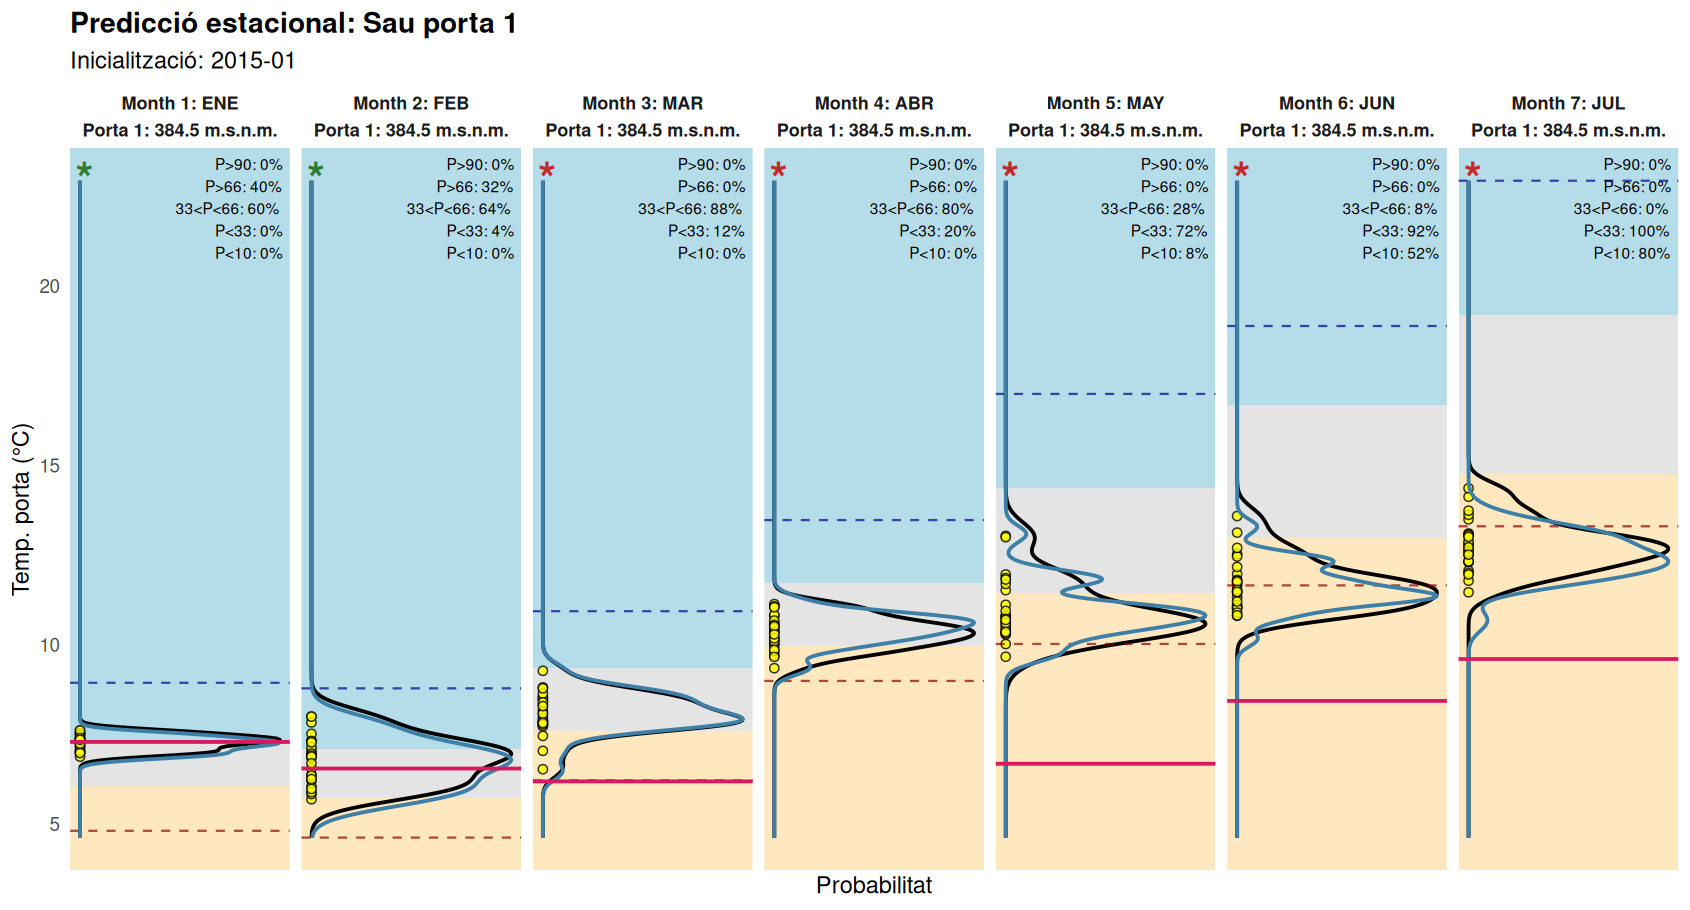 Predicció estacional: Sau porta 1
Inicialització: 2015-01
Month 1: ENE
Porta 1: 384.5 m.s.n.m.
Month 2: FEB
Porta 1: 384.5 m.s.n.m.
Month 3: MAR
Porta 1: 384.5 m.s.n.m.
Month 4: ABR
Porta 1: 384.5 m.s.n.m.
Month 5: MAY
Porta 1: 384.5 m.s.n.m.
Month 6: JUN
Porta 1: 384.5 m.s.n.m.
Month 7: JUL
Porta 1: 384.5 m.s.n.m.
*
P>90: 0%
P>66: 40%
33<P<66: 60%
P<33: 0%
P<10: 0%
*
P>90: 0%
P>66: 32%
33<P<66: 64%
P<33: 4%
P<10: 0%
*
P>90: 0%
P>66: 0%
33<P<66: 88%
P<33: 12%
P<10: 0%
*
P>90: 0%
P>66: 0%
33<P<66: 80%
P<33: 20%
P<10: 0%
*
P>90: 0%
P>66: 0%
33<P<66: 28%
P<33: 72%
P<10: 8%
*
P>90: 0%
P>66: 0%
33<P<66: 8%
P<33: 92%
P<10: 52%
*
P>90: 0%
P>66: 0%
33<P<66: 0%
P<33: 100%
P<10: 80%
Temp. porta (°C)
20
15
10
5
Probabilitat